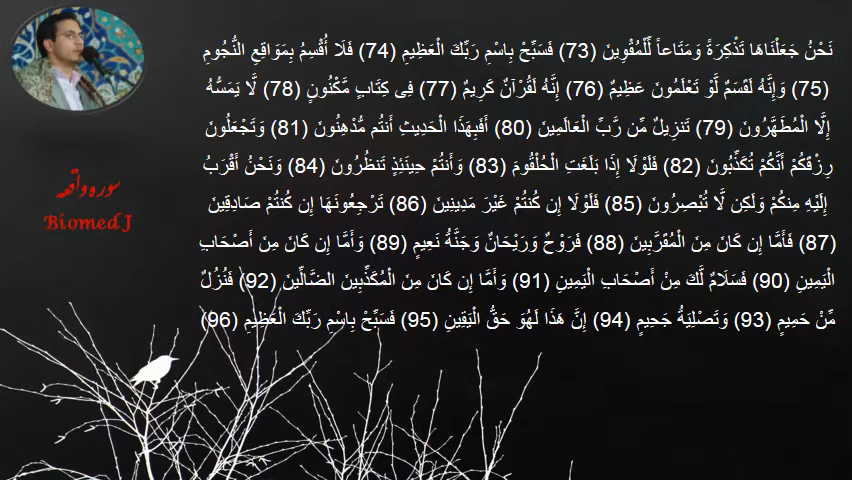 نَحْنُ جَعَلْنَاهَا تَذْكِرَةً وَمَتَاعاً لِّلْمُقْوِينَ (73) فَسَبِّحْ بِاسْمِ رَبِّكَ الْعَظِيمِ (74) فَلَا أُقْسِمُ بِمَوَاقِعِ النُّجُومِ
(75) وَإِنَّهُ لَقَسَمٌ لَّوْ تَعْلَمُونَ عَظِيمٌ (76) إِنَّهُ لَقُرْآنٌ كَرِيمٌ (77) فِى كِتَابٍ مَّكْنُونٍ (78) لَّا يَمَسُّهُ
إِلَّا الْمُطَهَّرُونَ (79) تَنزِيلٌ مِّن رَّبِّ الْعَالَمِينَ (80) أَفَبِهَذَا الْحَدِيثِ أَنتُم مُّدْهِنُونَ (81) وَتَجْعَلُونَ
رِزْقَكُمْ أَنَّكُمْ تُكَذِّبُونَ (82) فَلَوْلَا إِذَا بَلَغَتِ الْحُلْقُومَ (83) وَأَنتُمْ حِينَئِذٍ تَنظُرُونَ (84) وَنَحْنُ أَقْرَبُ
إِلَيْهِ مِنكُمْ وَلَكِن لَّا تُبْصِرُونَ (85) فَلَوْلَا إِن كُنتُمْ غَيْرَ مَدِينِينَ (86) تَرْجِعُونَهَا إِن كُنتُمْ صَادِقِينَ
(87) فَأَمَّا إِن كَانَ مِنَ الْمُقَرَّبِينَ (88) فَرَوْحٌ وَرَيْحَانٌ وَجَنَّةُ نَعِيمٍ (89) وَأَمَّا إِن كَانَ مِنَ أَصْحَابِ
الْيَمِينِ (90) فَسَلَامٌ لَّكَ مِنْ أَصْحَابِ الْيَمِينِ (91) وَأَمَّا إِن كَانَ مِنَ الْمُكَذِّبِينَ الضَّالِّينَ (92) فَنُزُلٌ
مِّنْ حَمِيمٍ (93) وَتَصْلِيَةُ جَحِيمٍ (94) إِنَّ هَذَا لَهُوَ حَقُّ الْيَقِينِ (95) فَسَبِّحْ بِاسْمِ رَبِّكَ الْعَظِيمِ (96)
سوره واقعه
Biomed J